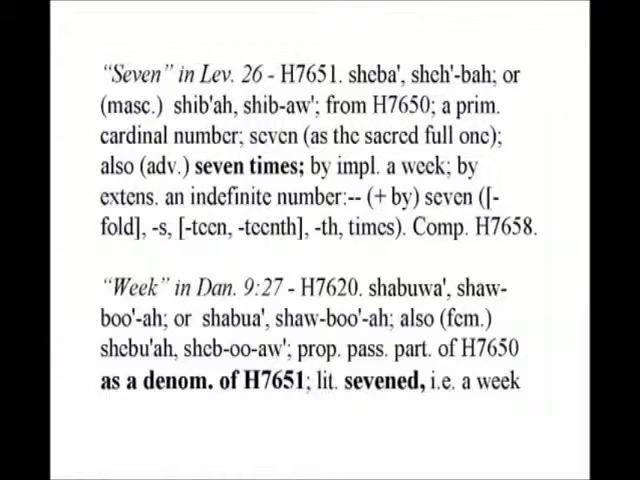 "Seven" in Lev. 26 - H7651. sheba', sheh'-bah; or
(masc.) shib'ah, shib-aw'; from H7650; a prim.
cardinal number; seven (as the sacred full one);
also (adv.) seven times; by impl. a week; by
extens. an indefinite number:-- (+ by) seven ([-
fold], -s, [-teen, -teenth], -th, times). Comp. H7658.
"Week" in Dan. 9:27 - H7620. shabuwa', shaw-
boo'-ah; or shabua', shaw-boo'-ah; also (fem.)
shebu'ah, sheb-oo-aw'; prop. pass. part. of H7650
as a denom. of H7651; lit. sevened, i.e. a week